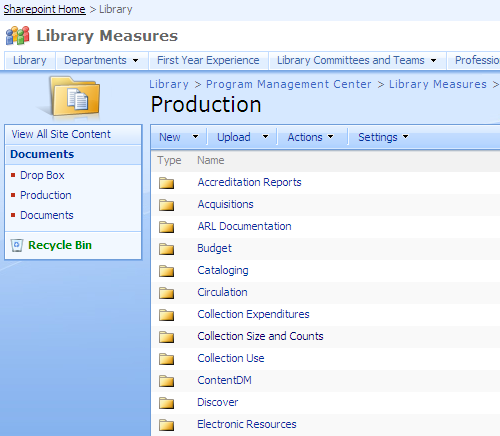 Sharepoint Home > Library
Library Measures
Library Departments First Year Experience Library Committees and Teams Professio
Library > Program Management Center > Library Measures >
Production
View All Site Content
Documents
Drop Box
Production
Documents
Recycle Bin
New Upload Actions Settings
Type Name
Accreditation Reports
Acquisitions
ARL Documentation
Budget
Cataloging
Circulation
Collection Expenditures
Collection Size and Counts
Collection Use
ContentDM
Discover
Electronic Resources